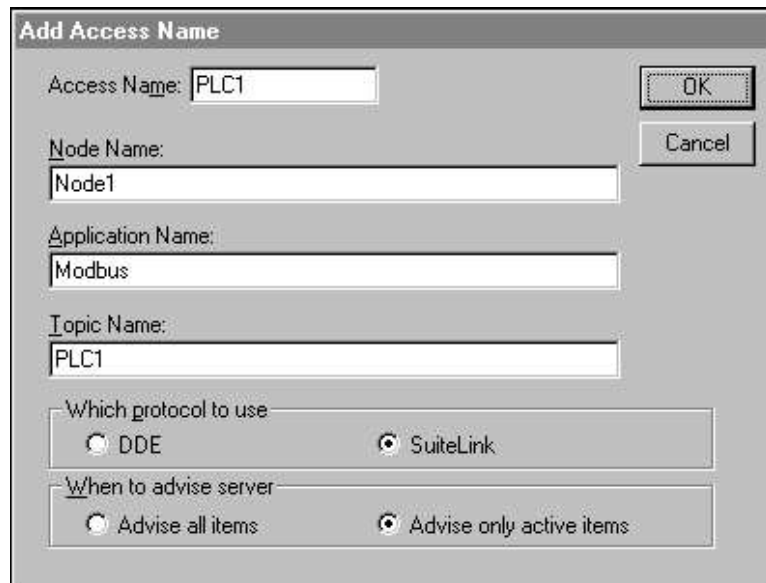 Add Access Name
Access Name: PLC1
OK
Cancel
Node Name:
Node1
Application Name:
Modbus
Topic Name:
PLC1
Which protocol to use
DDE SuiteLink
When to advise server
Advise all items Advise only active items